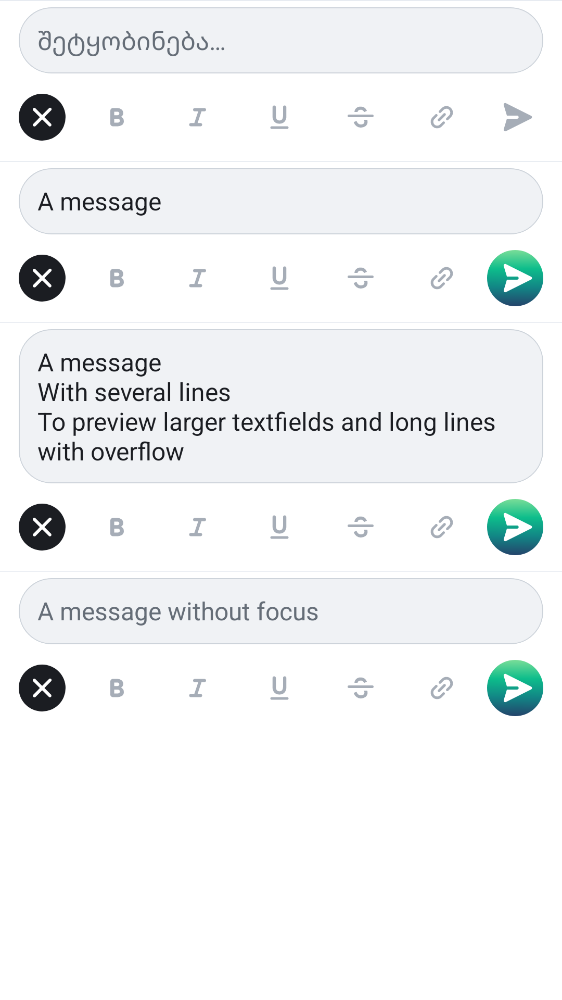 შეტყობინება…
B I U S
A message
B I U S
A message
With several lines
To preview larger textfields and long lines
with overflow
B I U S
A message without focus
B I U S